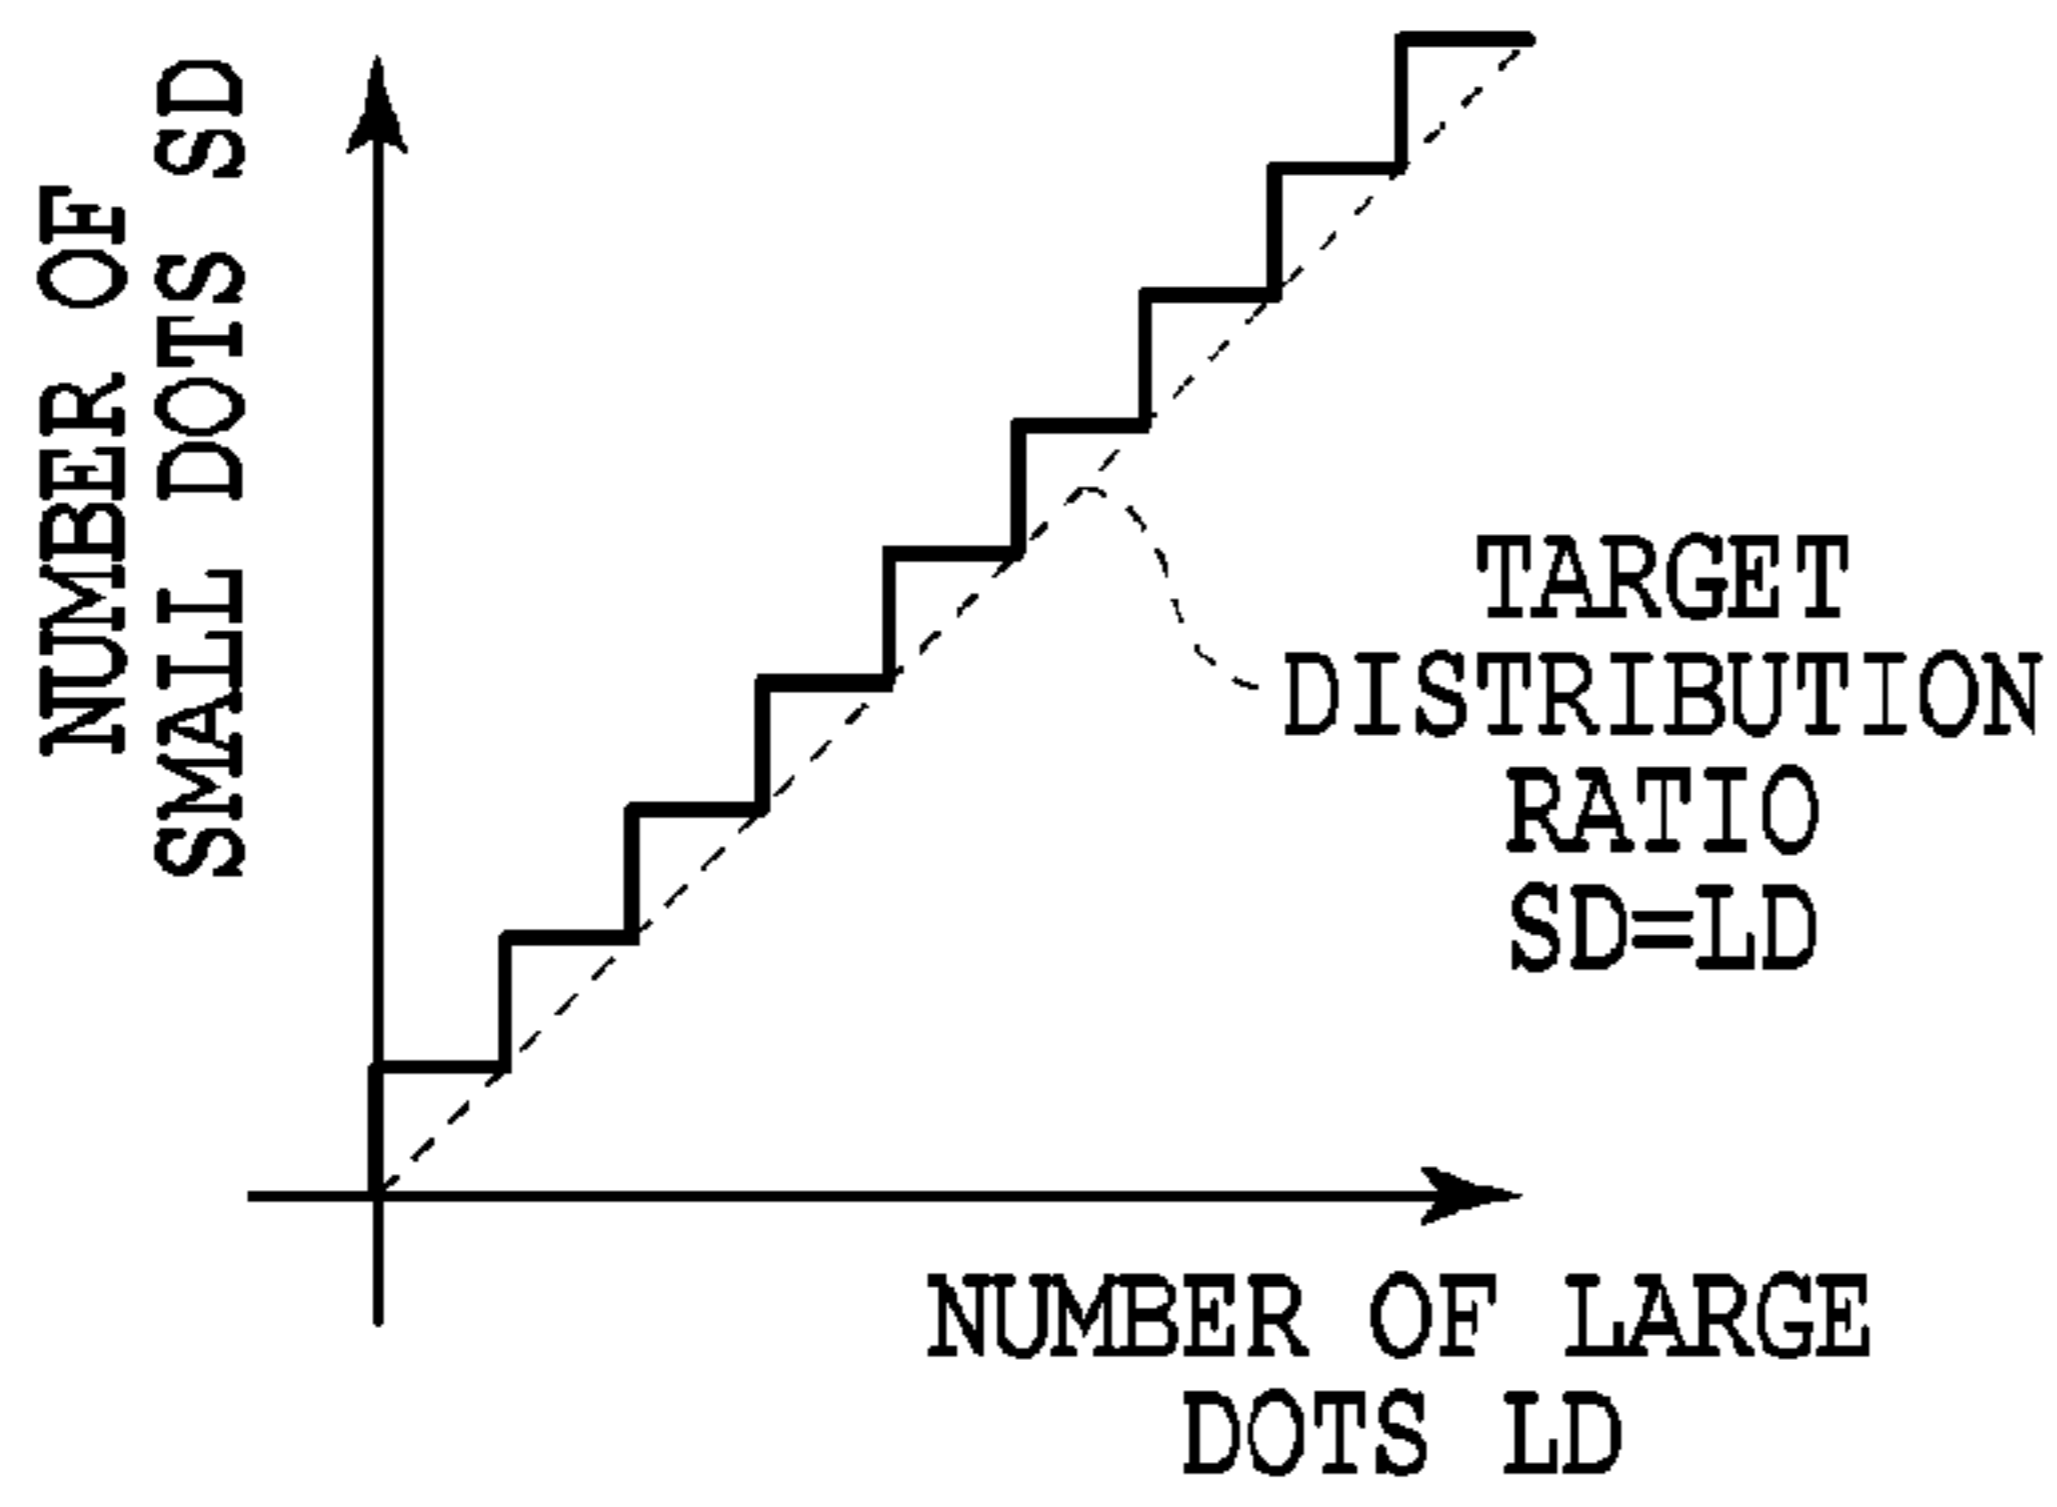 NUMBER OF
SMALL DOTS SD
TARGET
DISTRIBUTION
RATIO
SD=LD
NUMBER OF LARGE
DOTS LD